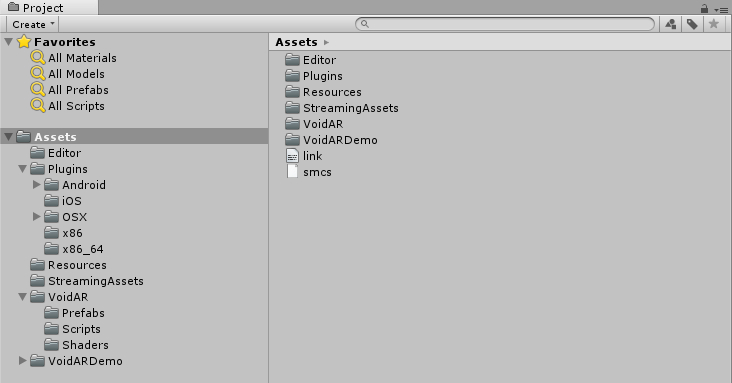 Project
Create
Favorites
All Materials
All Models
All Prefabs
All Scripts
Assets
Editor
Plugins
Android
iOS
OSX
x86
x86_64
Resources
StreamingAssets
VoidAR
Prefabs
Scripts
Shaders
VoidARDemo
Assets
Editor
Plugins
Resources
StreamingAssets
VoidAR
VoidARDemo
link
smcs